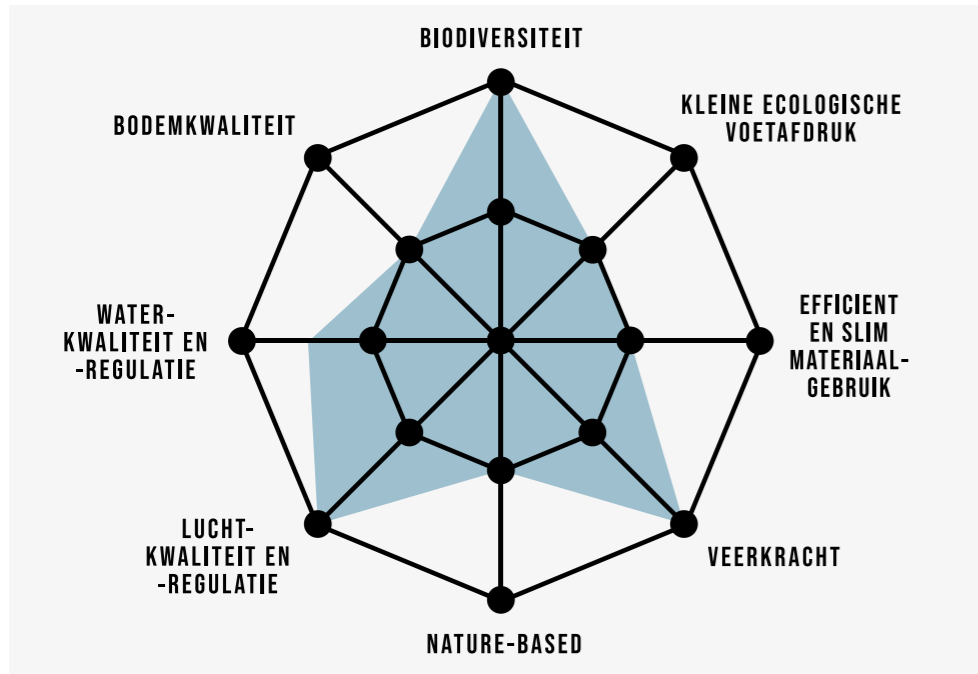 BIODIVERSITEIT
KLEINE ECOLOGISCHE
VOETAFDRUK
BODEMKWALITEIT
WATER-
KWALITEIT EN
-REGULATIE
EFFICIENT
EN SLIM
MATERIAAL-
GEBRUIK
LUCHT-
KWALITEIT EN
-REGULATIE
VEERKRACHT
NATURE-BASED